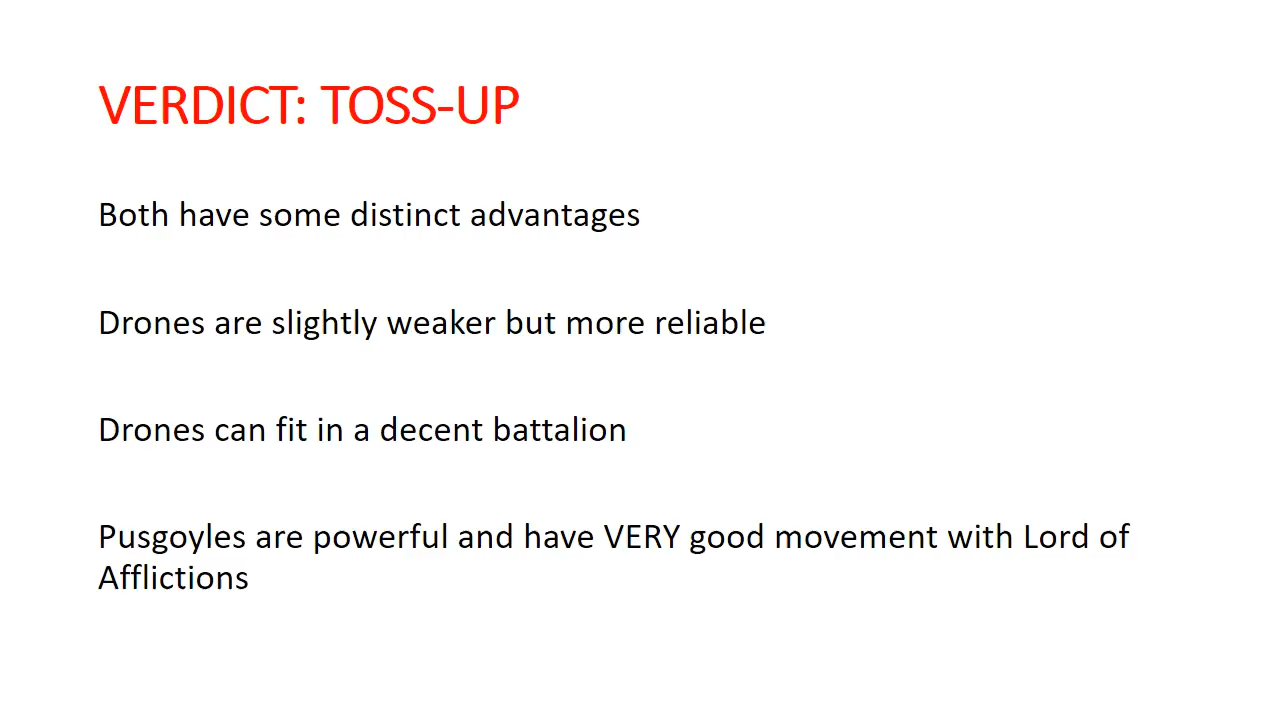 VERDICT: TOSS-UP
Both have some distinct advantages
Drones are slightly weaker but more reliable
Drones can fit in a decent battalion
Pusgoyles are powerful and have VERY good movement with Lord of
Afflictions